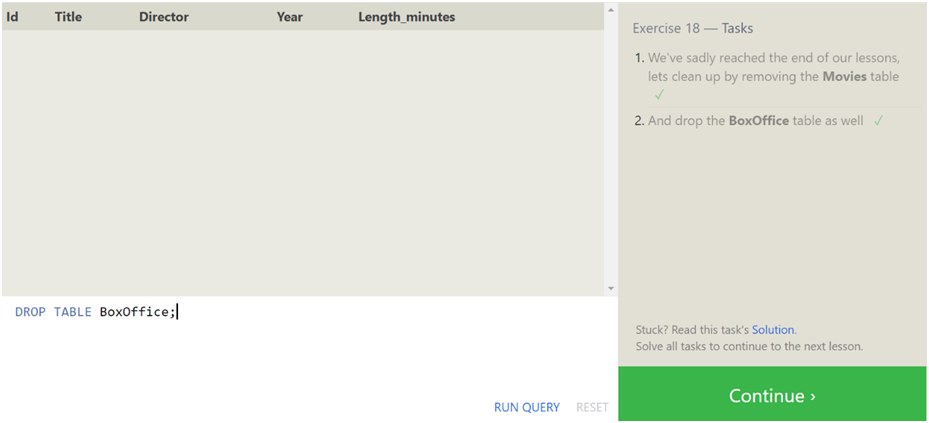 Id Title Director Year Length_minutes
Exercise 18 — Tasks
1. We've sadly reached the end of our lessons,
lets clean up by removing the Movies table
✓
2. And drop the BoxOffice table as well ✓
DROP TABLE BoxOffice;
Stuck? Read this task's Solution.
Solve all tasks to continue to the next lesson.
RUN QUERY RESET
Continue ›